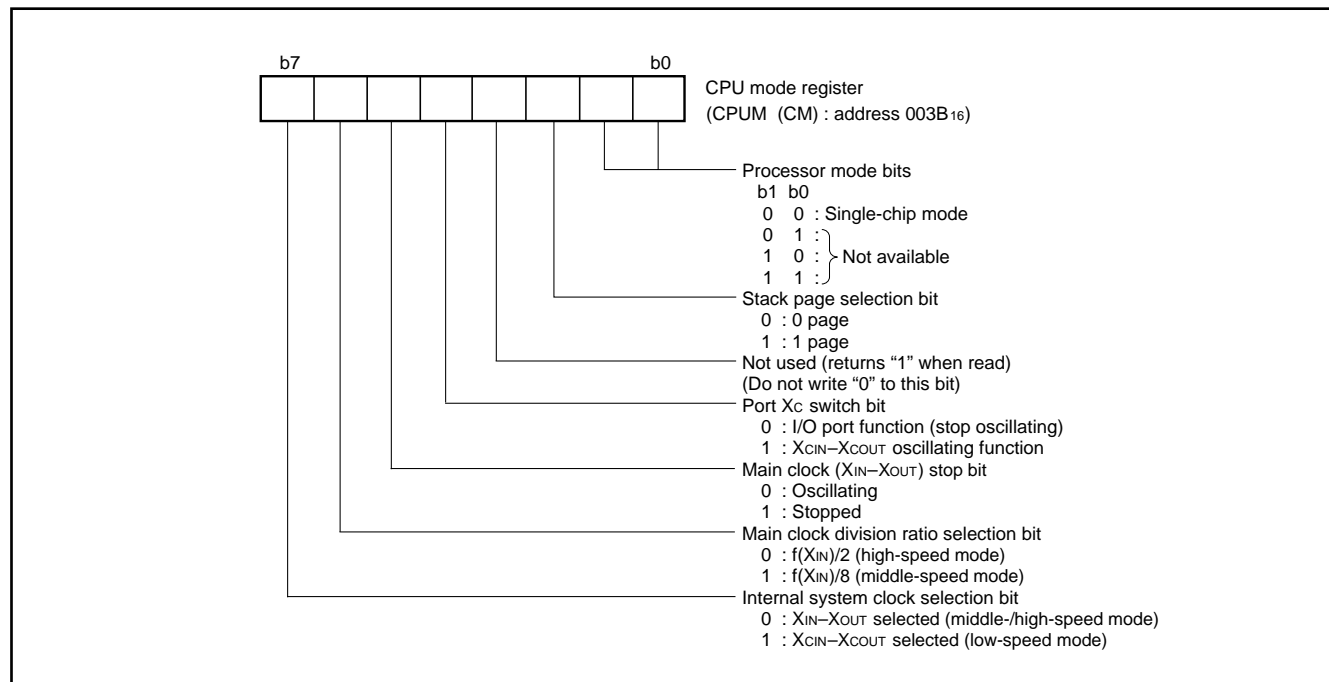 b7 b0
CPU mode register
(CPUM (CM) : address 003B16)
Processor mode bits
b1 b0
0 0 : Single-chip mode
0 1 :
1 0 : Not available
1 1 :
Stack page selection bit
0 : 0 page
1 : 1 page
Not used (returns “1” when read)
(Do not write “0” to this bit)
Port XC switch bit
0 : I/O port function (stop oscillating)
1 : XCIN–XCOUT oscillating function
Main clock (XIN–XOUT) stop bit
0 : Oscillating
1 : Stopped
Main clock division ratio selection bit
0 : f(XIN)/2 (high-speed mode)
1 : f(XIN)/8 (middle-speed mode)
Internal system clock selection bit
0 : XIN–XOUT selected (middle-/high-speed mode)
1 : XCIN–XCOUT selected (low-speed mode)